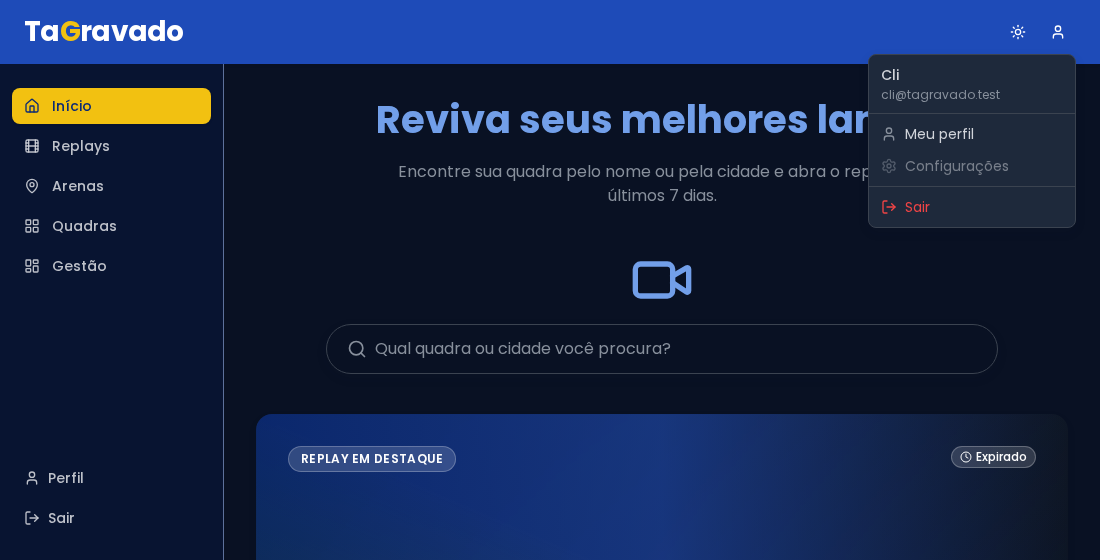 TaGravado
Cli
cli@tagravado.test
Meu perfil
Configurações
Sair
Início
Replays
Arenas
Quadras
Gestão
Perfil
Sair
Reviva seus melhores
Encontre sua quadra pelo nome ou pela cidade e abra o
últimos 7 dias.
Qual quadra ou cidade você procura?
REPLAY EM DESTAQUE
Expirado